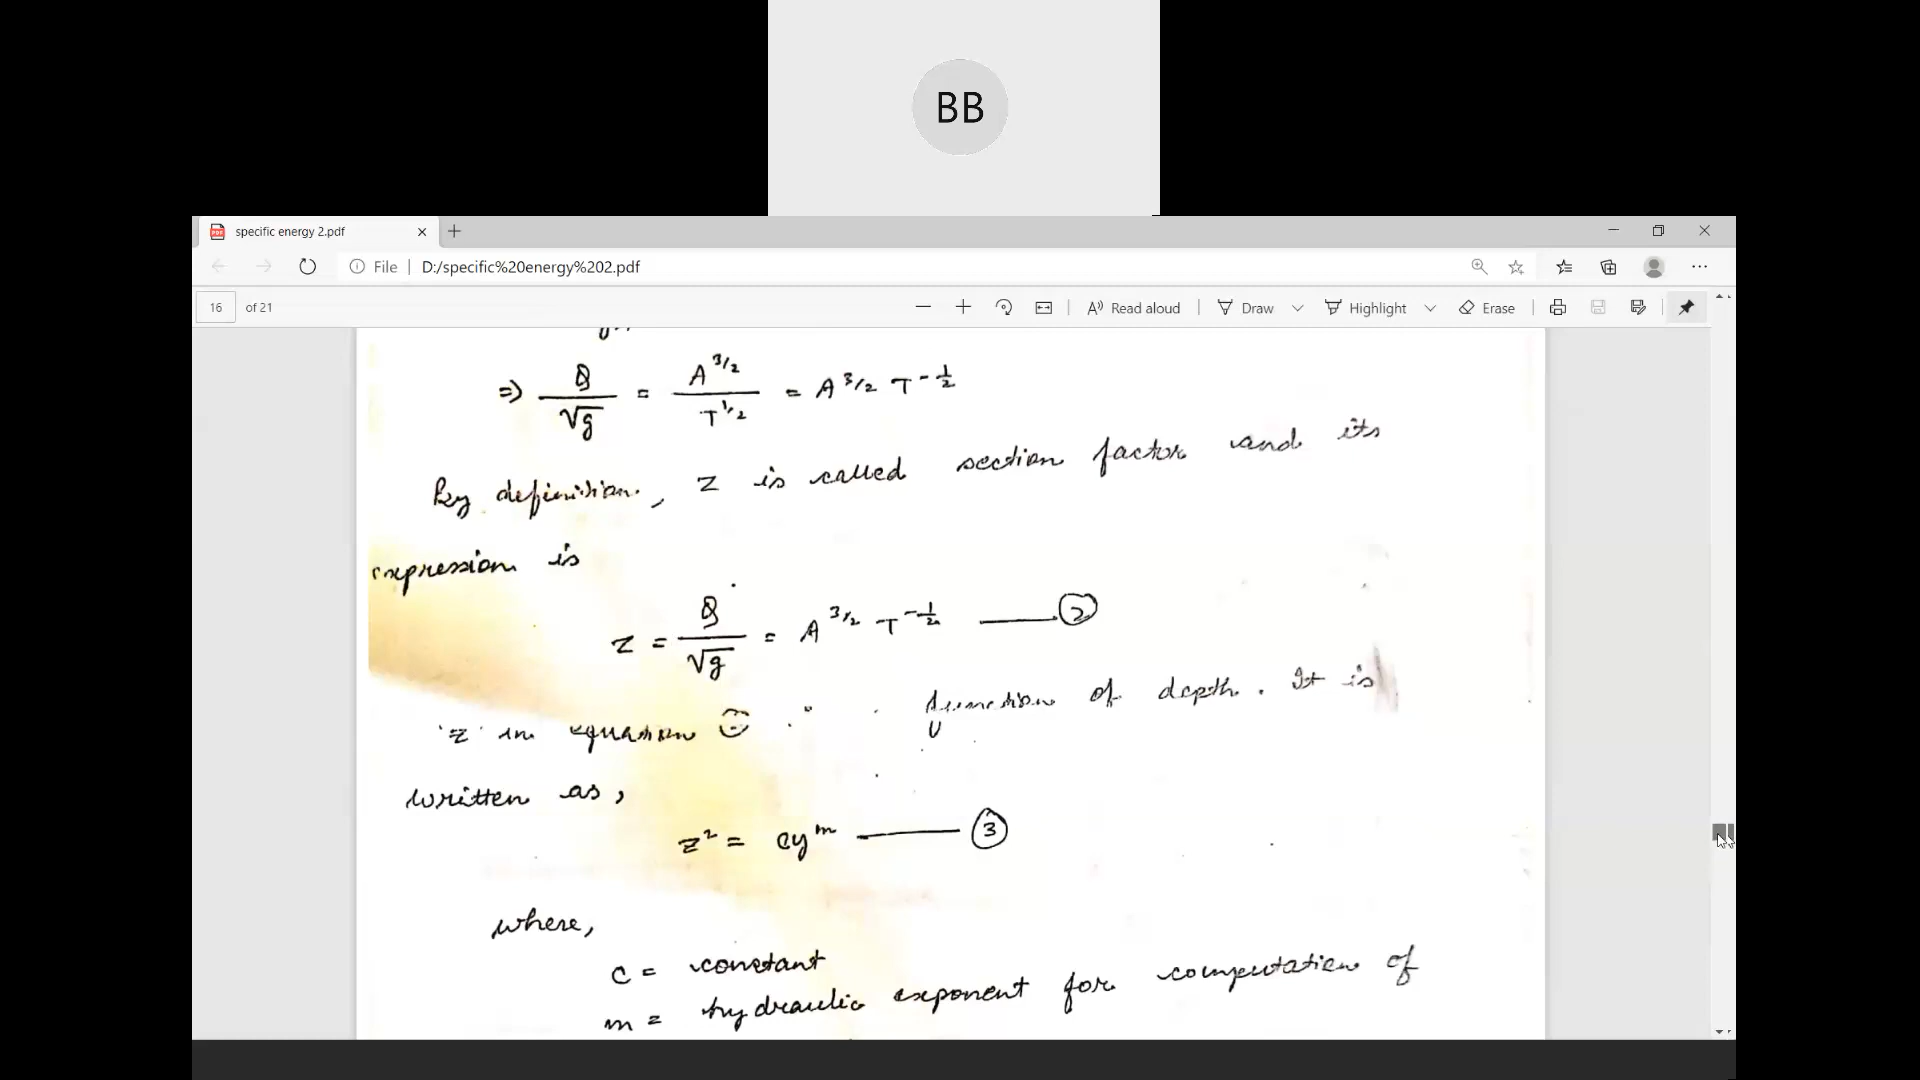 BB
specific energy 2.pdf
File | D:/specific%20energy%202.pdf
16 of 21
Read aloud Draw Highlight Erase
⇒ Q/√g = A^3/2 / T^1/2 = A^3/2 T^-1/2
By definition, Z is called section factor and its
expression is
Z = Q/√g = A^3/2 T^-1/2 —— ②
'Z' in equation function of depth. It is
written as,
Z² = Cy^m —— ③
where,
C = constant
m = hydraulic exponent for computation of